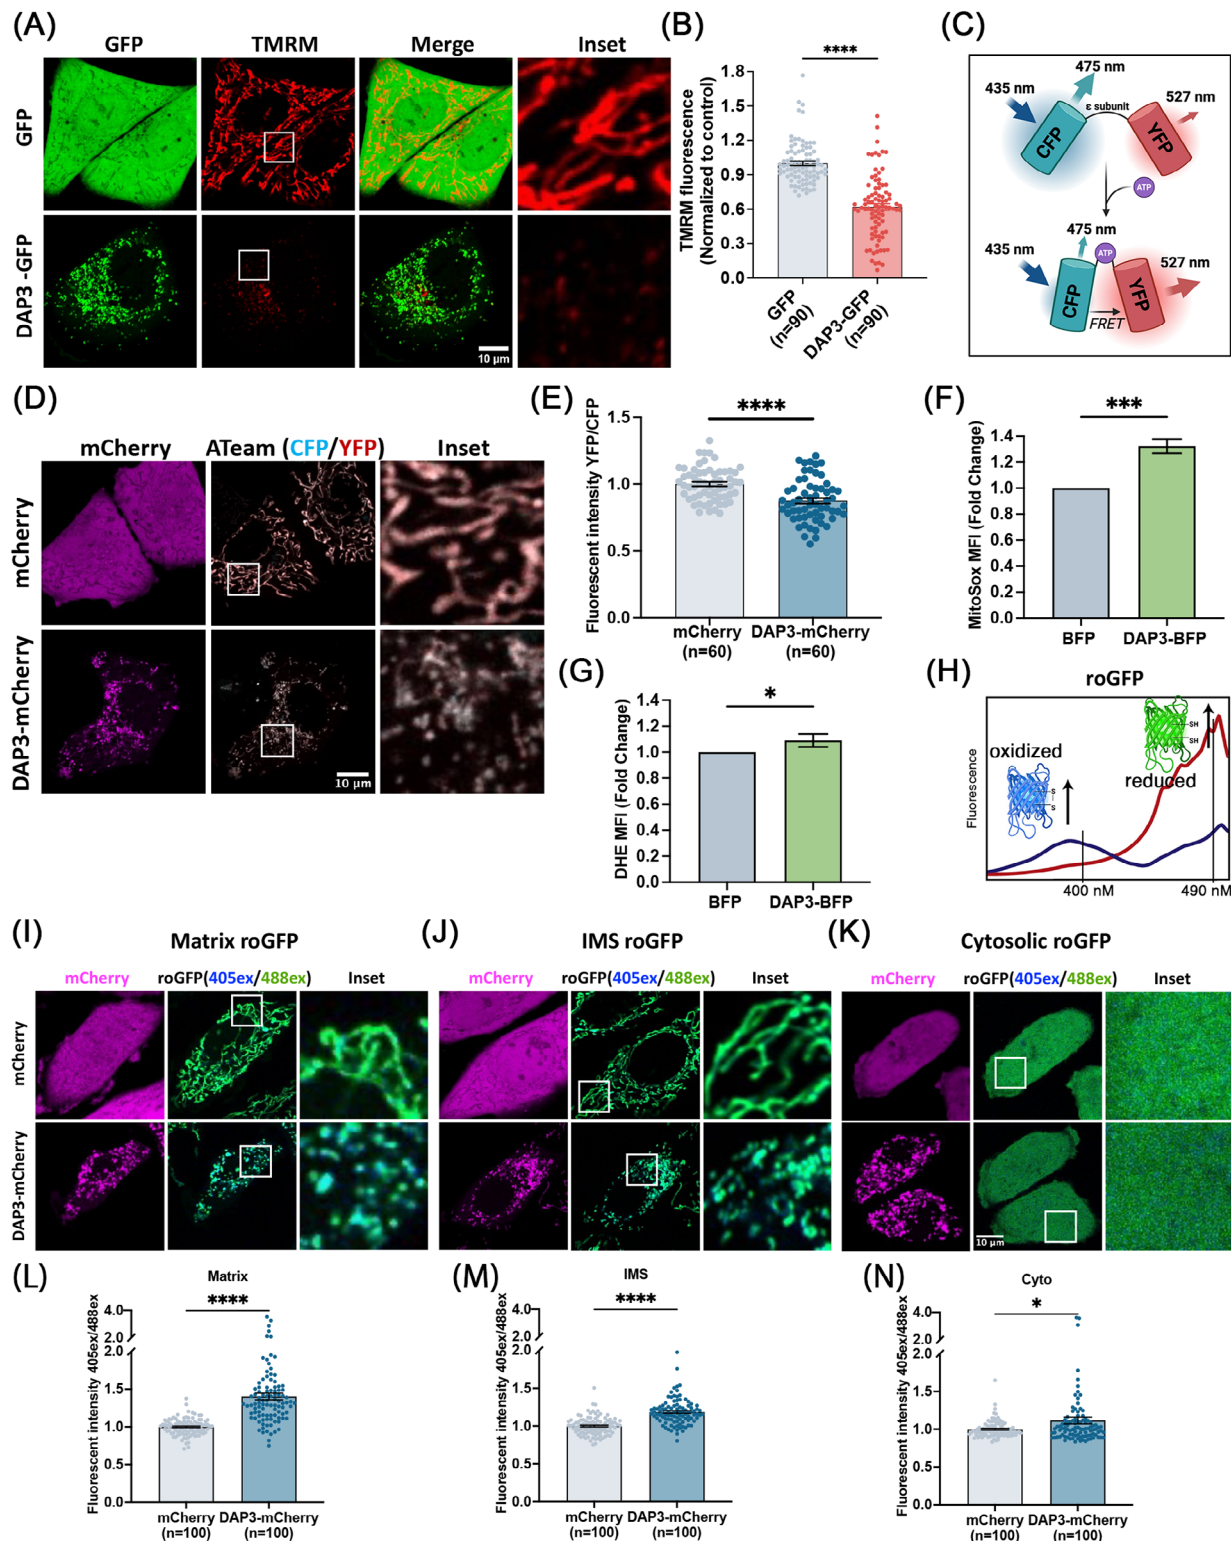 (A)
GFP TMRM Merge Inset
GFP
DAP3 -GFP
10 µm
(B)
****
TMRM fluorescence
(Normalized to control)
1.8
1.5
1.2
0.9
0.6
0.3
0.0
GFP
(n=90)
DAP3-GFP
(n=90)
(C)
475 nm
435 nm
ε subunit
527 nm
CFP
YFP
ATP
475 nm
435 nm
ATP
527 nm
CFP
YFP
FRET
(D)
mCherry ATeam (CFP/YFP) Inset
mCherry
DAP3-mCherry
10 µm
(E)
****
Fluorescent intensity YFP/CFP
1.5
1.0
0.5
0.0
mCherry DAP3-mCherry
(n=60) (n=60)
(F)
***
MitoSox MFI (Fold Change)
1.4
1.2
1.0
0.8
0.6
0.4
0.2
0.0
BFP DAP3-BFP
(G)
*
DHE MFI (Fold Change)
1.4
1.2
1.0
0.8
0.6
0.4
0.2
0.0
BFP DAP3-BFP
(H)
roGFP
Fluorescence
oxidized
S
S
SH
SH
reduced
400 nM 490 nM
(I)
Matrix roGFP
mCherry roGFP(405ex/488ex) Inset
mCherry
DAP3-mCherry
(J)
IMS roGFP
mCherry roGFP(405ex/488ex) Inset
(K)
Cytosolic roGFP
mCherry roGFP(405ex/488ex) Inset
10 µm
(L)
Matrix
****
Fluorescent intensity 405ex/488ex
4.0
2.0
2.0
1.5
1.0
0.5
0.0
mCherry DAP3-mCherry
(n=100) (n=100)
(M)
IMS
****
Fluorescent intensity 405ex/488ex
4.0
2.0
2.0
1.5
1.0
0.5
0.0
mCherry DAP3-mCherry
(n=100) (n=100)
(N)
Cyto
*
Fluorescent intensity 405ex/488ex
4.0
2.0
2.0
1.5
1.0
0.5
0.0
mCherry DAP3-mCherry
(n=100) (n=100)